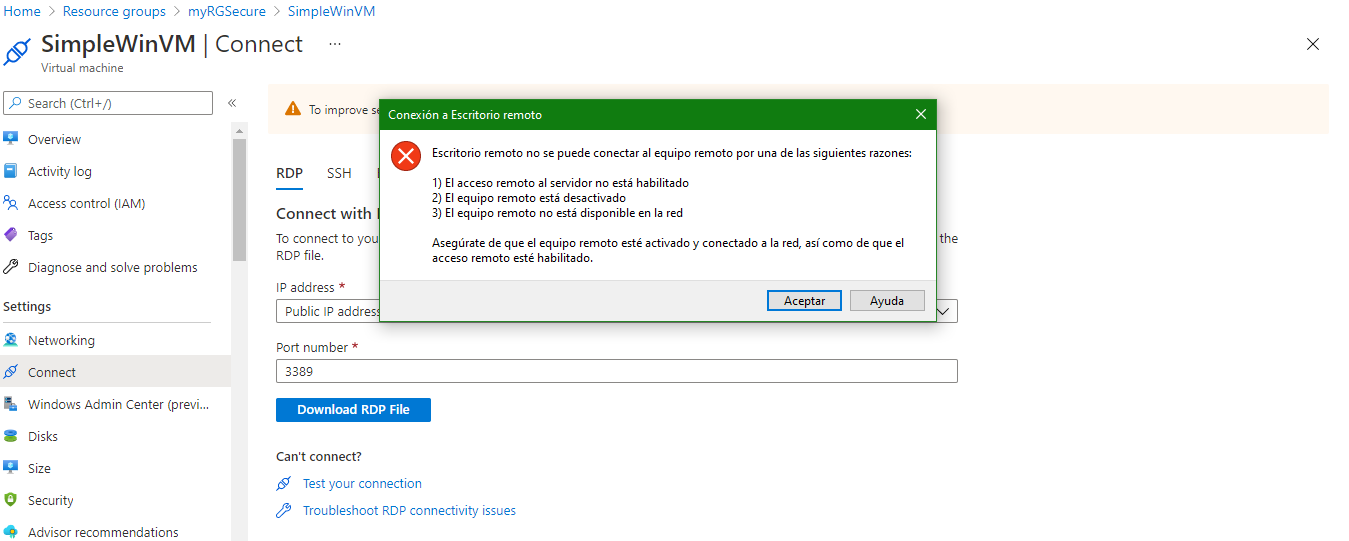 Home > Resource groups > myRGSecure > SimpleWinVM
SimpleWinVM | Connect ...
Virtual machine
Search (Ctrl+/) «
Overview
Activity log
Access control (IAM)
Tags
Diagnose and solve problems
Settings
Networking
Connect
Windows Admin Center (previ...
Disks
Size
Security
Advisor recommendations
To improve
Conexión a Escritorio remoto
Escritorio remoto no se puede conectar al equipo remoto por una de las siguientes razones:
1) El acceso remoto al servidor no está habilitado
2) El equipo remoto está desactivado
3) El equipo remoto no está disponible en la red
Asegúrate de que el equipo remoto esté activado y conectado a la red, así como de que el
acceso remoto esté habilitado.
Aceptar Ayuda
RDP SSH
Connect with
To connect to you the
RDP file.
IP address *
Public IP address
Port number *
3389
Download RDP File
Can't connect?
Test your connection
Troubleshoot RDP connectivity issues